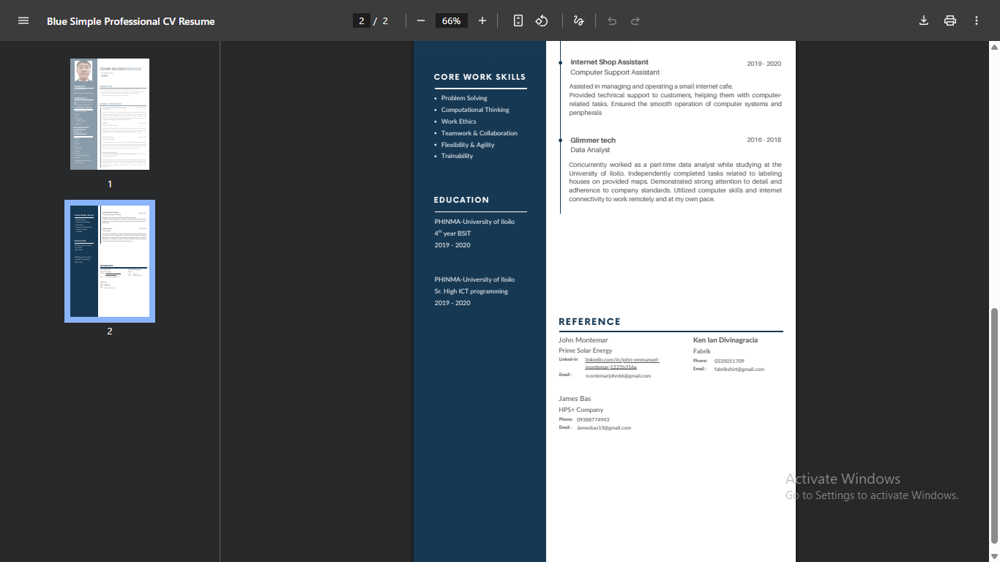 Blue Simple Professional CV Resume
2 / 2
66%
1
2
CORE WORK SKILLS
• Problem Solving
• Computational Thinking
• Work Ethics
• Teamwork & Collaboration
• Flexibility & Agility
• Trainability
EDUCATION
PHINMA-University of Iloilo
4th year BSIT
2019 - 2020
PHINMA-University of Iloilo
Sr. High ICT programming
2019 - 2020
Internet Shop Assistant
2019 - 2020
Computer Support Assistant
Assisted in managing and operating a small internet cafe.
Provided technical support to customers, helping them with computer-
related tasks. Ensured the smooth operation of computer systems and
peripherals
Glimmer tech
2016 - 2018
Data Analyst
Concurrently worked as a part-time data analyst while studying at the
University of Iloilo. Independently completed tasks related to labeling
houses on provided maps. Demonstrated strong attention to detail and
adherence to company standards. Utilized computer skills and internet
connectivity to work remotely and at my own pace.
REFERENCE
John Montemar
Prime Solar Energy
Linked-in linkedin.com/in/john-emmanuel-
montemar-1221b316a
Email : montemarjohn66@gmail.com
Ken Ian Divinagracia
Fabrik
Phone: 0335011709
Email : fabrikshirt@gmail.com
James Bas
HPS+ Company
Phone: 09388774943
Email : Jamesbas13@gmail.com
Activate Windows
Go to Settings to activate Windows.